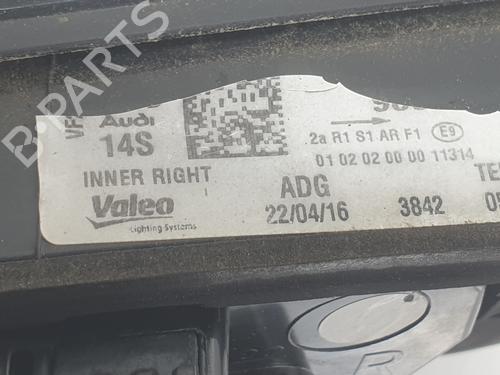 Audi
14S
2a R1 S1 AR F1 E9
01 02 02 00 00 11314
INNER RIGHT
ADG
Valeo
Lighting Systems
22/04/16
3842
R